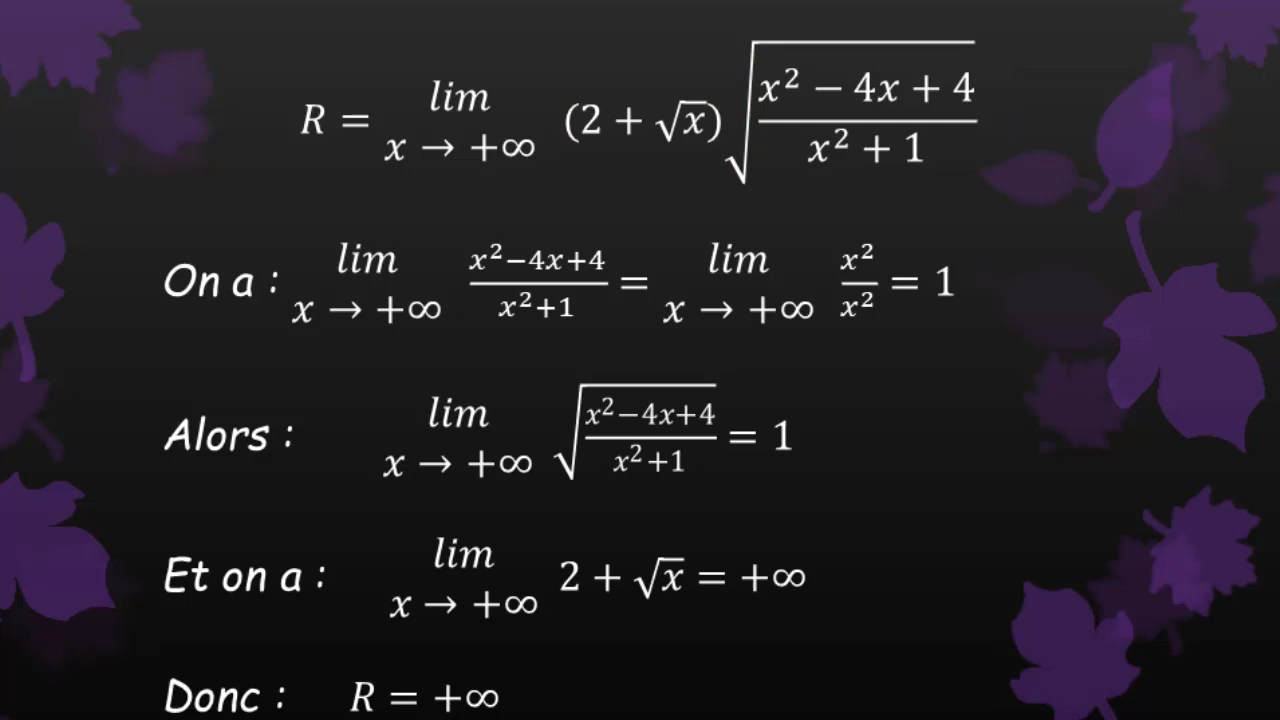 R = lim x → +∞ (2 + √x) √((x² − 4x + 4)/(x² + 1))
On a : lim x → +∞ (x²−4x+4)/(x²+1) = lim x → +∞ x²/x² = 1
Alors : lim x → +∞ √((x²−4x+4)/(x²+1)) = 1
Et on a : lim x → +∞ 2 + √x = +∞
Donc : R = +∞